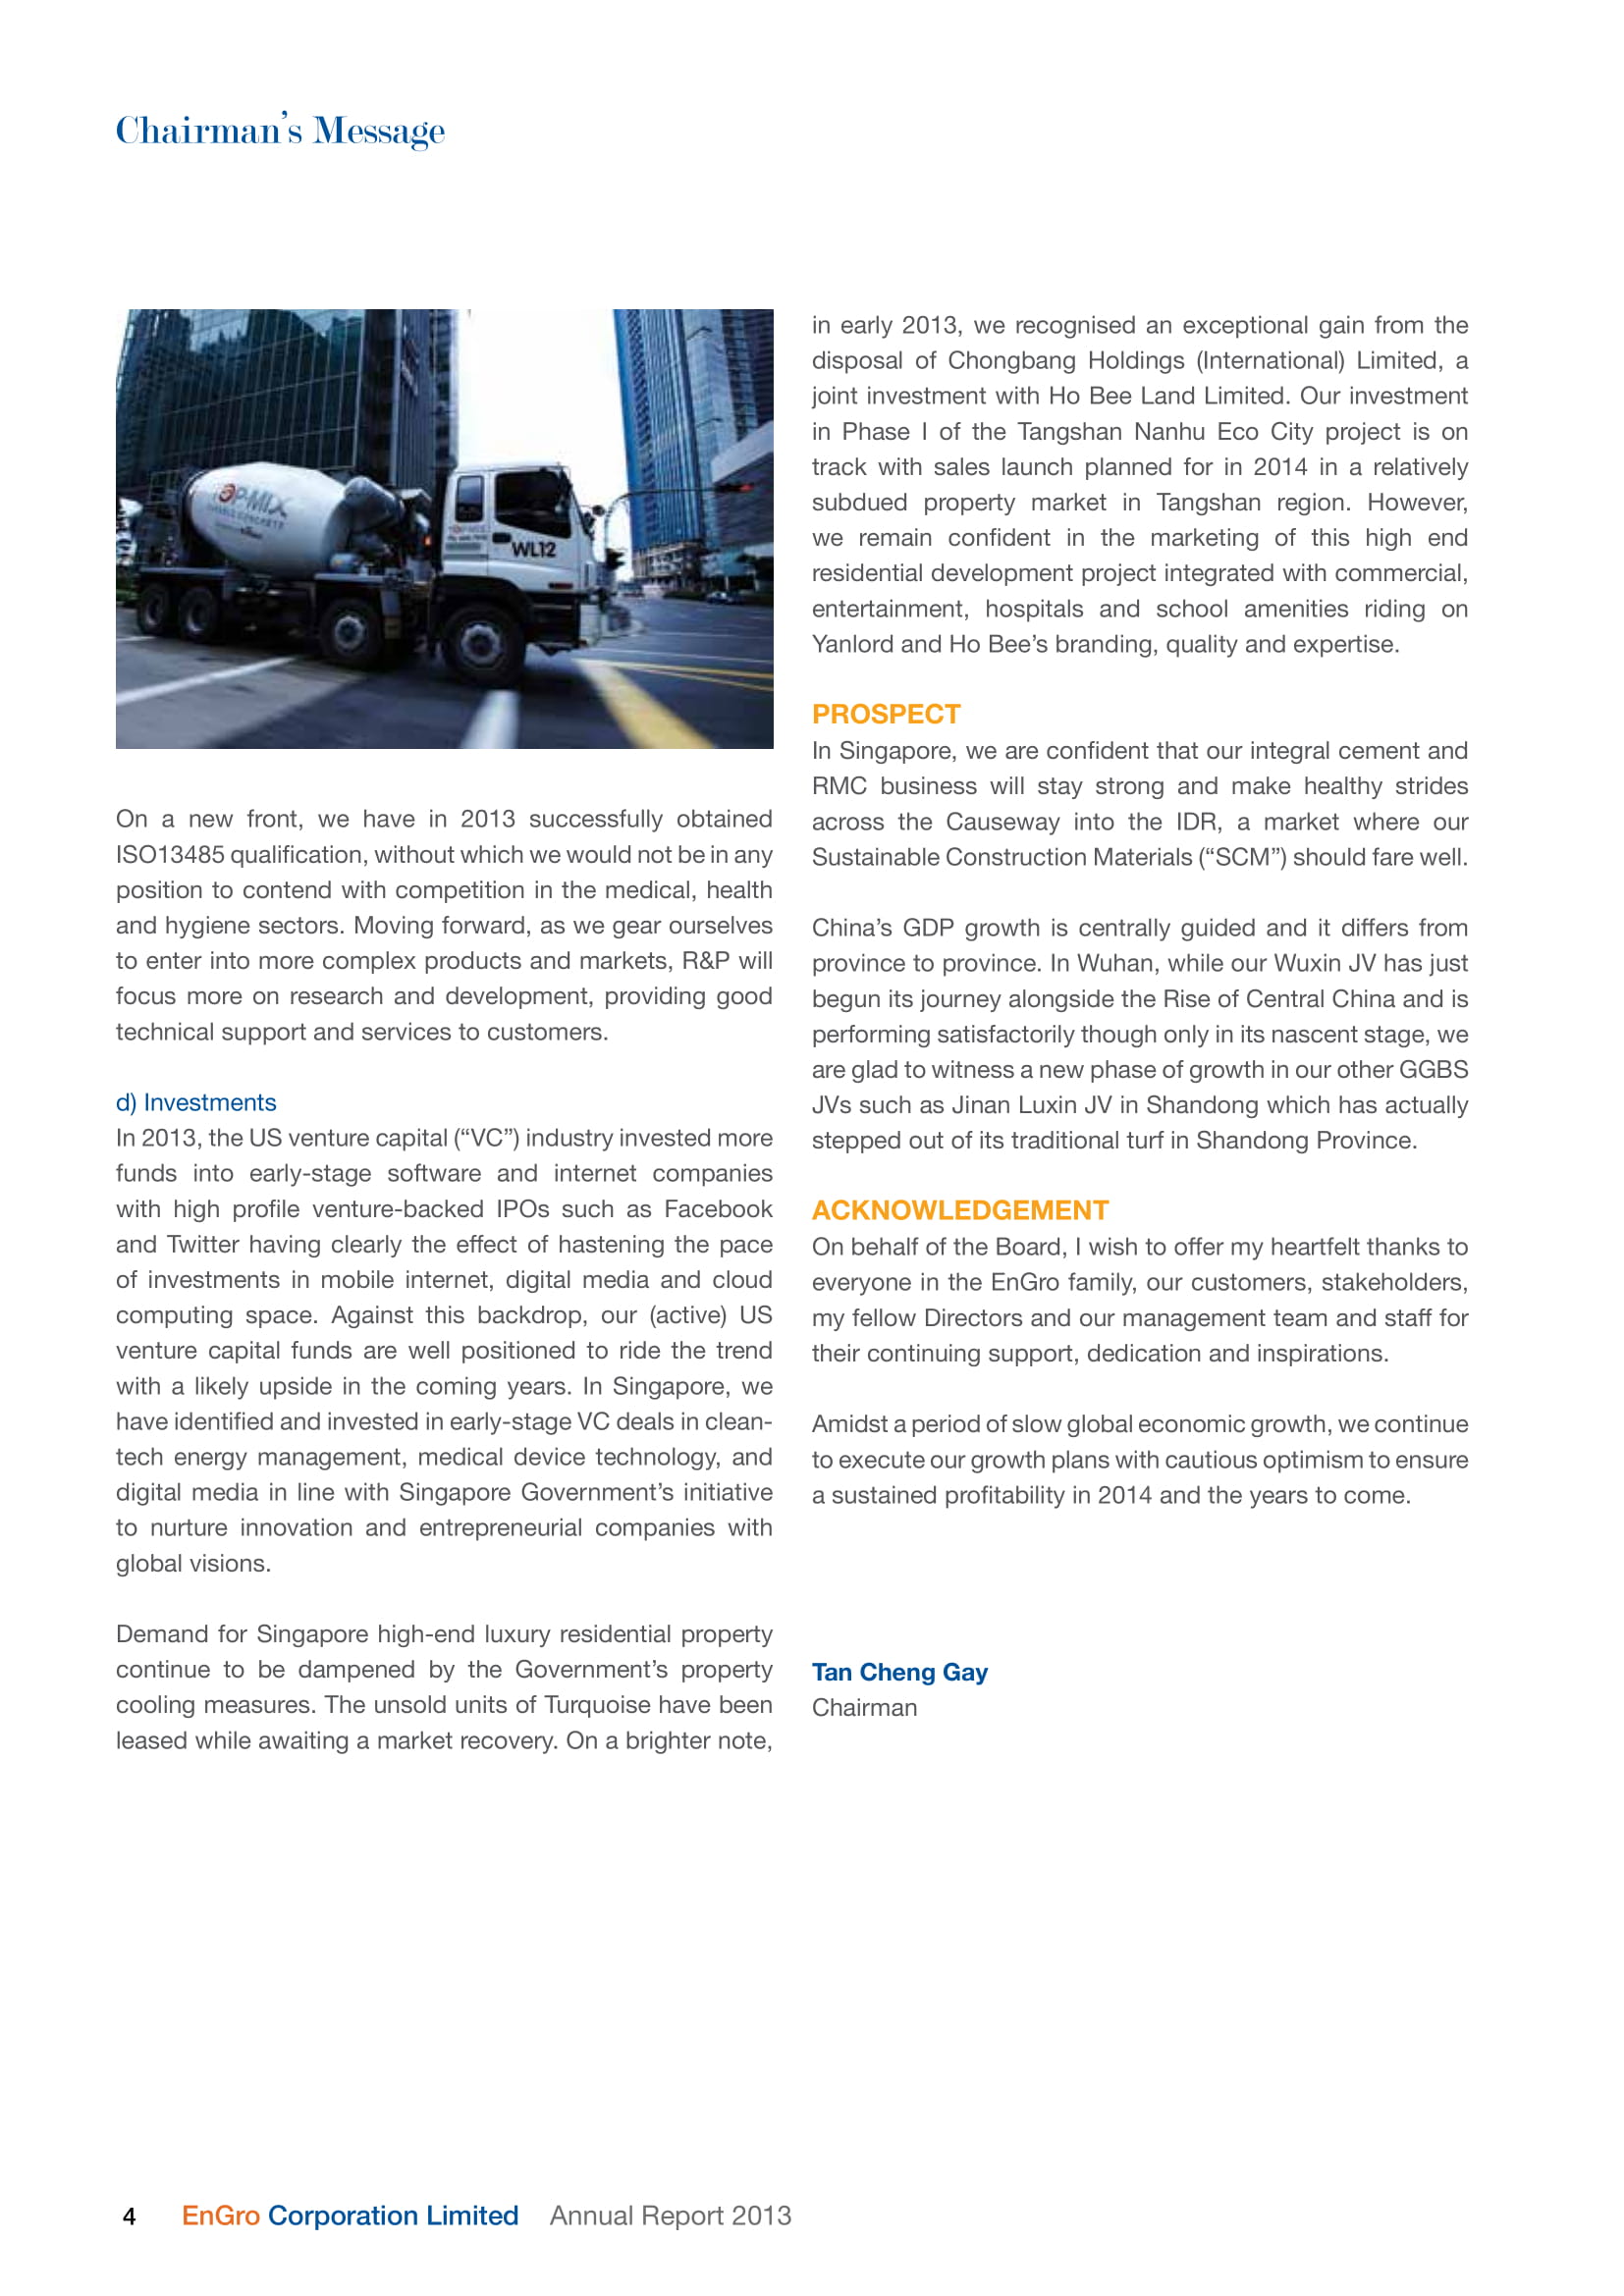 Chairman's Message
TOP-MIX
WL12
On a new front, we have in 2013 successfully obtained
ISO13485 qualification, without which we would not be in any
position to contend with competition in the medical, health
and hygiene sectors. Moving forward, as we gear ourselves
to enter into more complex products and markets, R&P will
focus more on research and development, providing good
technical support and services to customers.
d) Investments
In 2013, the US venture capital (“VC”) industry invested more
funds into early-stage software and internet companies
with high profile venture-backed IPOs such as Facebook
and Twitter having clearly the effect of hastening the pace
of investments in mobile internet, digital media and cloud
computing space. Against this backdrop, our (active) US
venture capital funds are well positioned to ride the trend
with a likely upside in the coming years. In Singapore, we
have identified and invested in early-stage VC deals in clean-
tech energy management, medical device technology, and
digital media in line with Singapore Government’s initiative
to nurture innovation and entrepreneurial companies with
global visions.
Demand for Singapore high-end luxury residential property
continue to be dampened by the Government’s property
cooling measures. The unsold units of Turquoise have been
leased while awaiting a market recovery. On a brighter note,
in early 2013, we recognised an exceptional gain from the
disposal of Chongbang Holdings (International) Limited, a
joint investment with Ho Bee Land Limited. Our investment
in Phase I of the Tangshan Nanhu Eco City project is on
track with sales launch planned for in 2014 in a relatively
subdued property market in Tangshan region. However,
we remain confident in the marketing of this high end
residential development project integrated with commercial,
entertainment, hospitals and school amenities riding on
Yanlord and Ho Bee’s branding, quality and expertise.
PROSPECT
In Singapore, we are confident that our integral cement and
RMC business will stay strong and make healthy strides
across the Causeway into the IDR, a market where our
Sustainable Construction Materials (“SCM”) should fare well.
China’s GDP growth is centrally guided and it differs from
province to province. In Wuhan, while our Wuxin JV has just
begun its journey alongside the Rise of Central China and is
performing satisfactorily though only in its nascent stage, we
are glad to witness a new phase of growth in our other GGBS
JVs such as Jinan Luxin JV in Shandong which has actually
stepped out of its traditional turf in Shandong Province.
ACKNOWLEDGEMENT
On behalf of the Board, I wish to offer my heartfelt thanks to
everyone in the EnGro family, our customers, stakeholders,
my fellow Directors and our management team and staff for
their continuing support, dedication and inspirations.
Amidst a period of slow global economic growth, we continue
to execute our growth plans with cautious optimism to ensure
a sustained profitability in 2014 and the years to come.
Tan Cheng Gay
Chairman
4 EnGro Corporation Limited Annual Report 2013